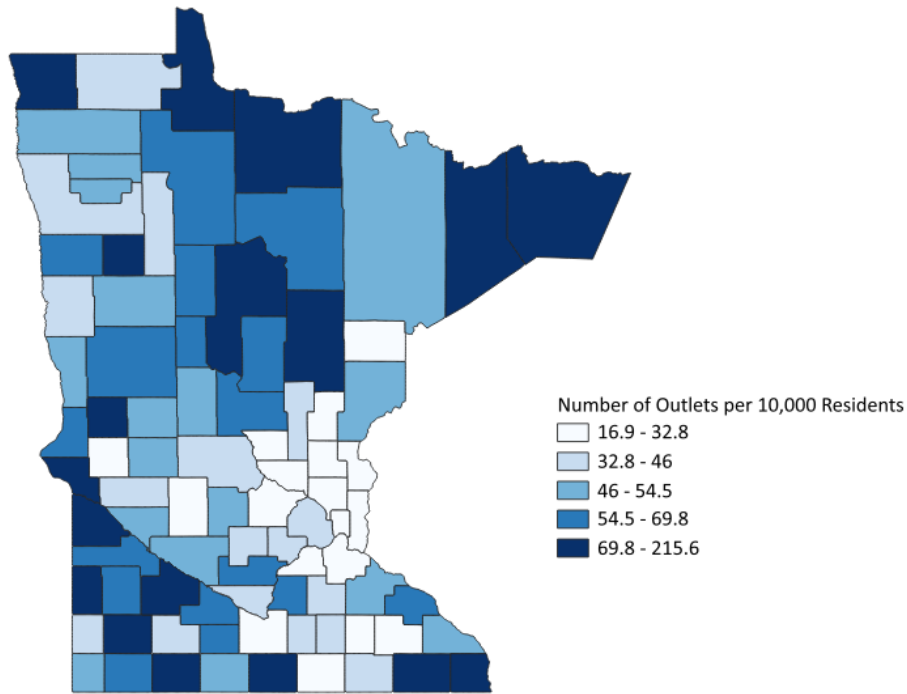 Number of Outlets per 10,000 Residents
16.9 - 32.8
32.8 - 46
46 - 54.5
54.5 - 69.8
69.8 - 215.6